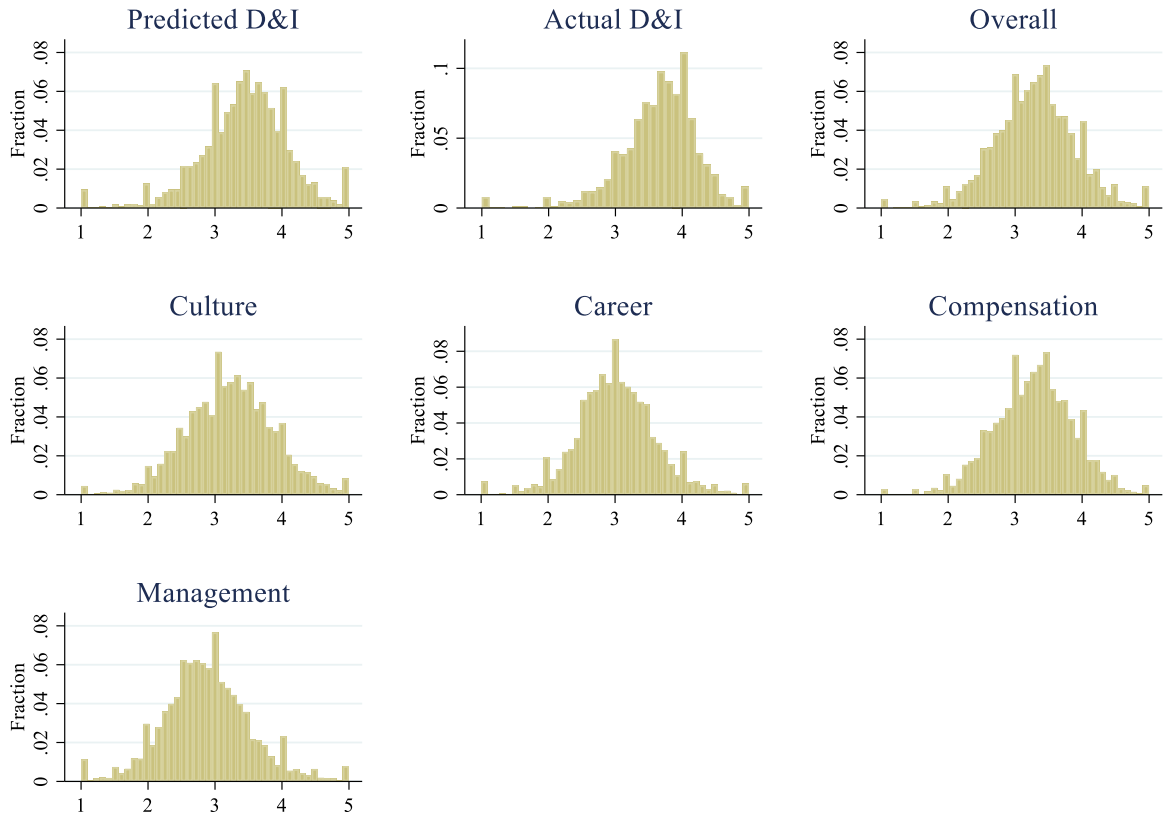 Predicted D&I
Fraction
0 .02 .04 .06 .08
1 2 3 4 5
Actual D&I
Fraction
0 .05 .1
1 2 3 4 5
Overall
Fraction
0 .02 .04 .06 .08
1 2 3 4 5
Culture
Fraction
0 .02 .04 .06 .08
1 2 3 4 5
Career
Fraction
0 .02 .04 .06 .08
1 2 3 4 5
Compensation
Fraction
0 .02 .04 .06 .08
1 2 3 4 5
Management
Fraction
0 .02 .04 .06 .08
1 2 3 4 5